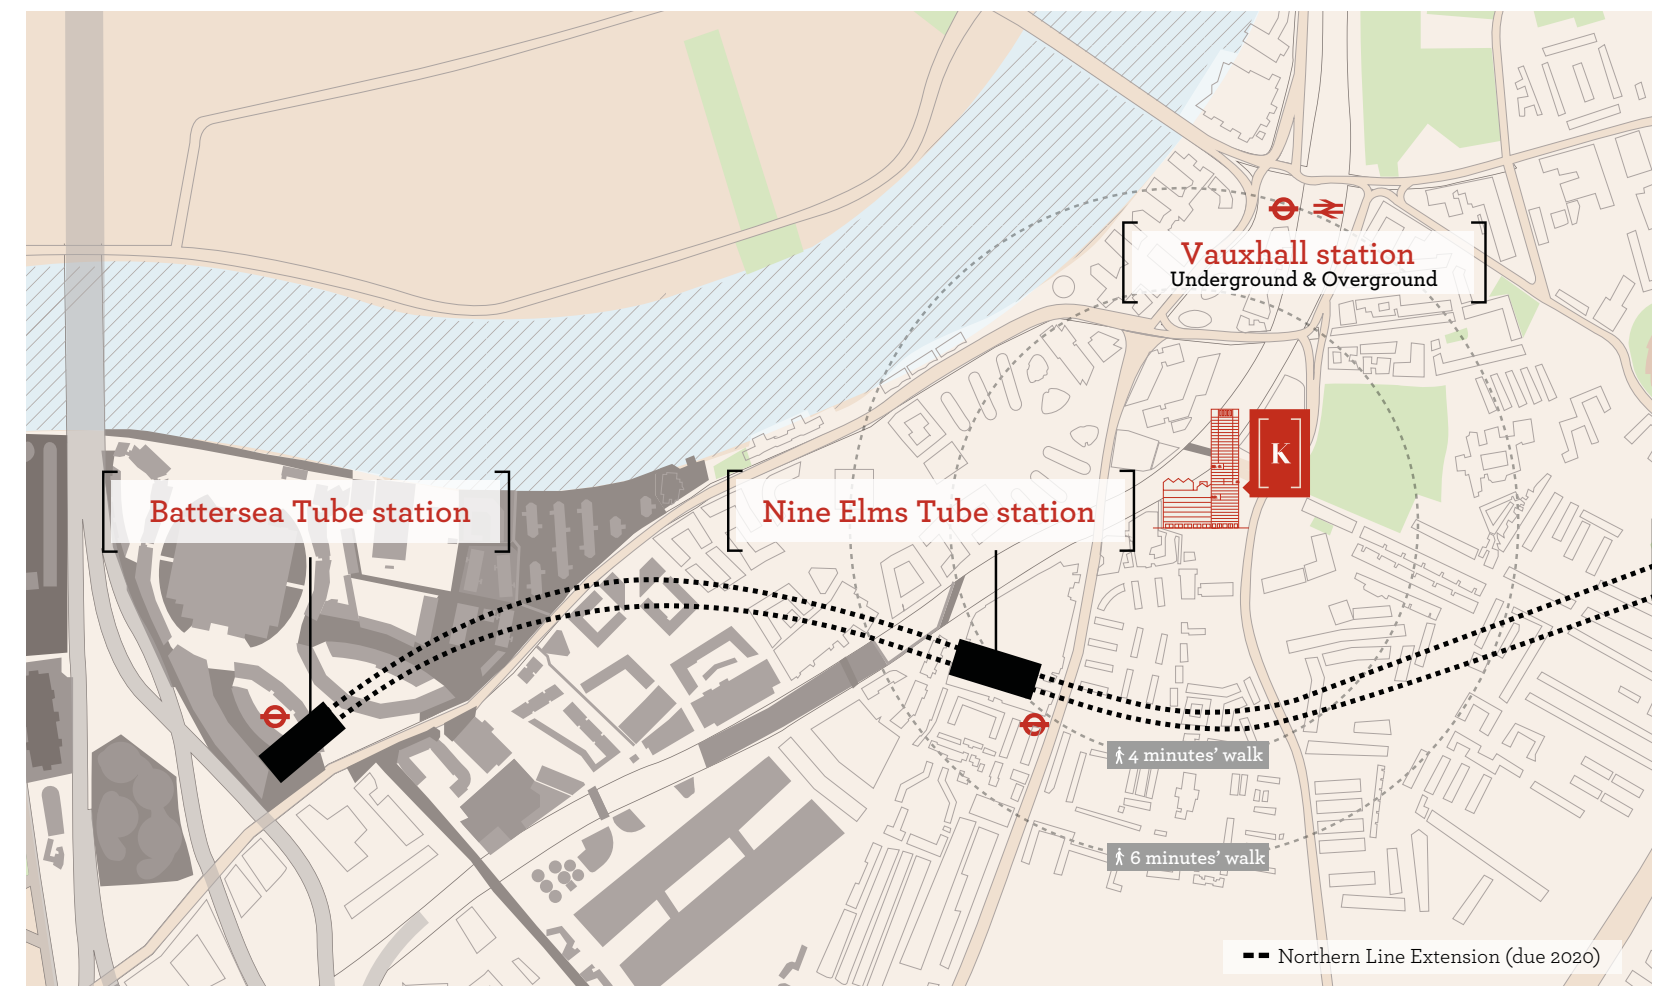 Vauxhall station
Underground & Overground
K
Battersea Tube station
Nine Elms Tube station
4 minutes’ walk
6 minutes’ walk
Northern Line Extension (due 2020)